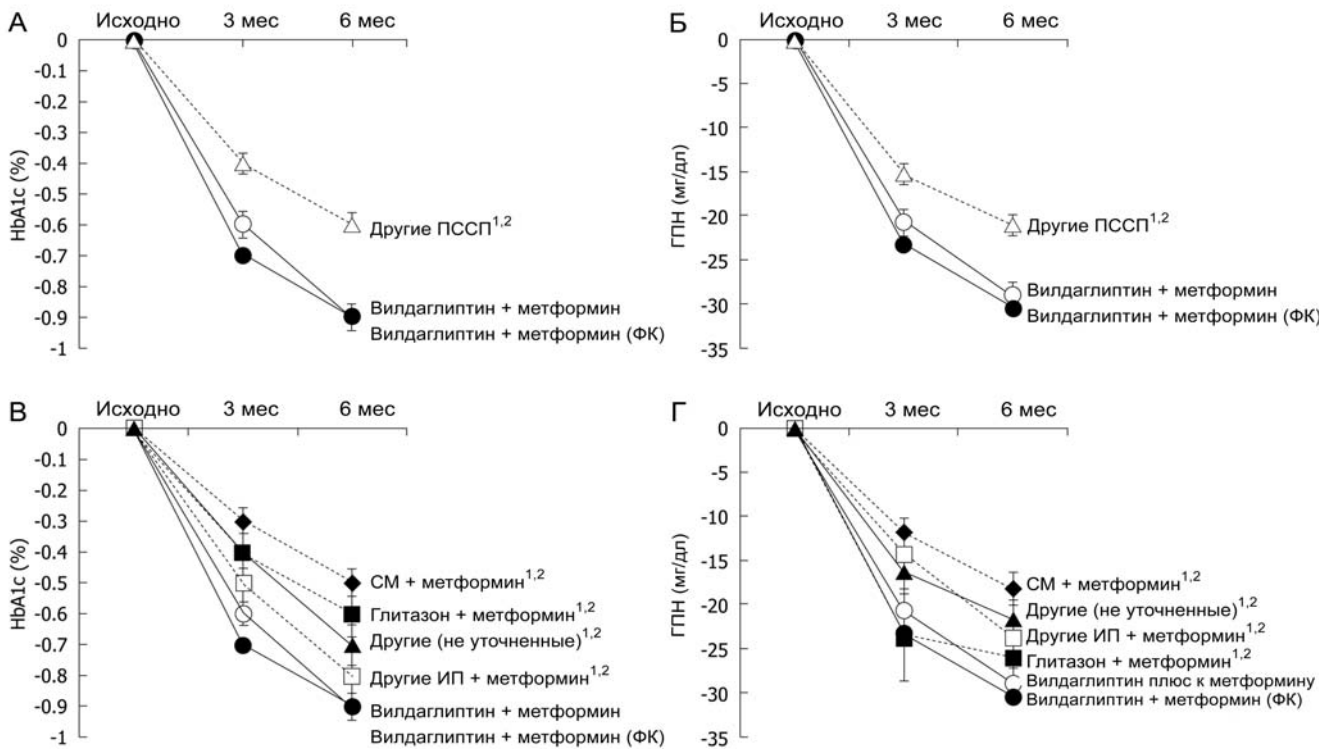 А
Исходно 3 мес 6 мес
0
-0.1
-0.2
-0.3
-0.4
-0.5
-0.6
-0.7
-0.8
-0.9
-1
HbA1c (%)
Другие ПССП1,2
Вилдаглиптин + метформин
Вилдаглиптин + метформин (ФК)
Б
Исходно 3 мес 6 мес
0
-5
-10
-15
-20
-25
-30
-35
ГПН (мг/дл)
Другие ПССП1,2
Вилдаглиптин + метформин
Вилдаглиптин + метформин (ФК)
В
Исходно 3 мес 6 мес
0
-0.1
-0.2
-0.3
-0.4
-0.5
-0.6
-0.7
-0.8
-0.9
-1
HbA1c (%)
СМ + метформин1,2
Глитазон + метформин1,2
Другие (не уточненные)1,2
Другие ИП + метформин1,2
Вилдаглиптин + метформин
Вилдаглиптин + метформин (ФК)
Г
Исходно 3 мес 6 мес
0
-5
-10
-15
-20
-25
-30
-35
ГПН (мг/дл)
СМ + метформин1,2
Другие (не уточненные)1,2
Другие ИП + метформин1,2
Глитазон + метформин1,2
Вилдаглиптин плюс к метформину
Вилдаглиптин + метформин (ФК)